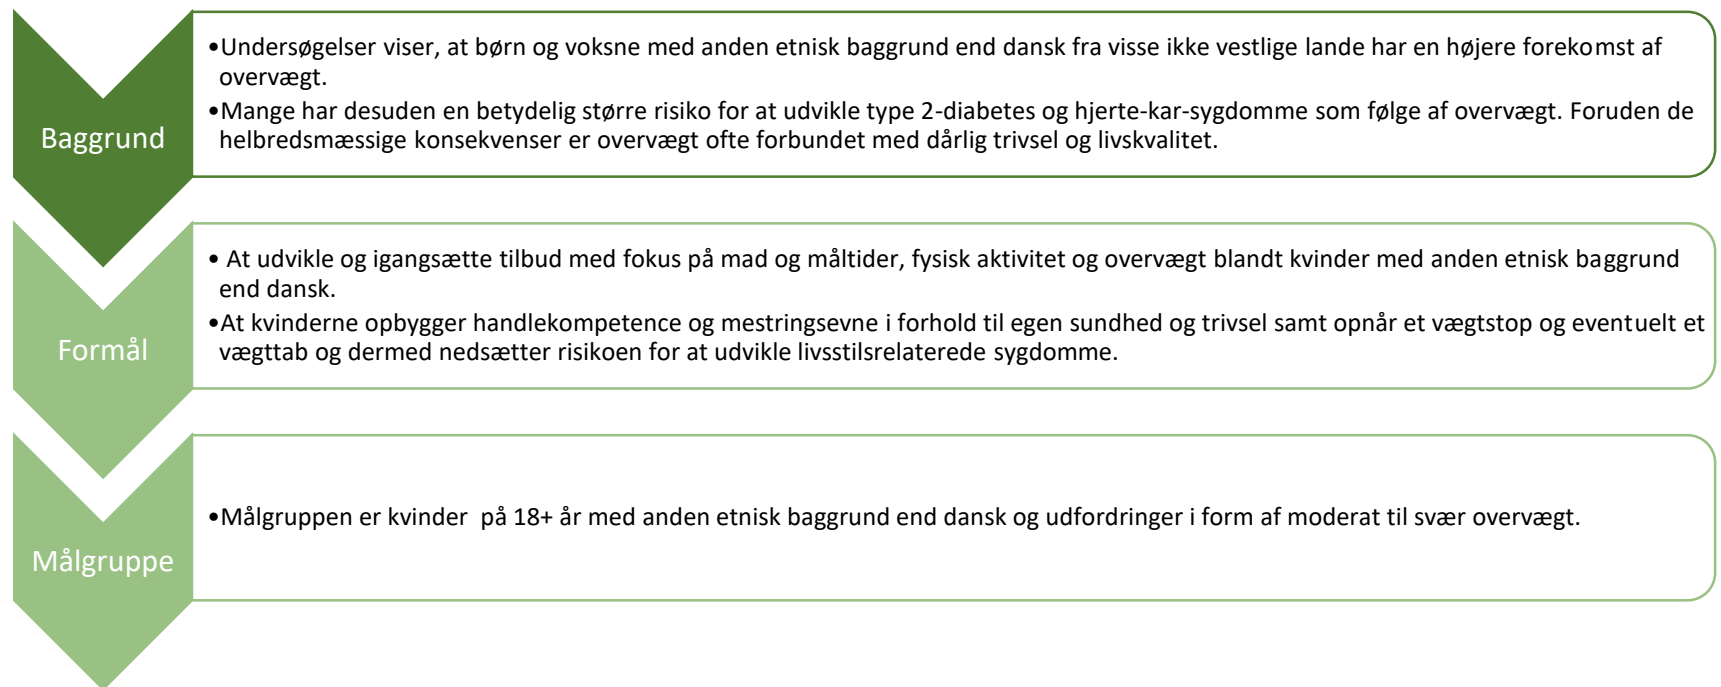 Baggrund
•Undersøgelser viser, at børn og voksne med anden etnisk baggrund end dansk fra visse ikke vestlige lande har en højere forekomst af
overvægt.
•Mange har desuden en betydelig større risiko for at udvikle type 2-diabetes og hjerte-kar-sygdomme som følge af overvægt. Foruden de
helbredsmæssige konsekvenser er overvægt ofte forbundet med dårlig trivsel og livskvalitet.
Formål
• At udvikle og igangsætte tilbud med fokus på mad og måltider, fysisk aktivitet og overvægt blandt kvinder med anden etnisk baggrund
end dansk.
•At kvinderne opbygger handlekompetence og mestringsevne i forhold til egen sundhed og trivsel samt opnår et vægtstop og eventuelt et
vægttab og dermed nedsætter risikoen for at udvikle livsstilsrelaterede sygdomme.
Målgruppe
•Målgruppen er kvinder  på 18+ år med anden etnisk baggrund end dansk og udfordringer i form af moderat til svær overvægt.